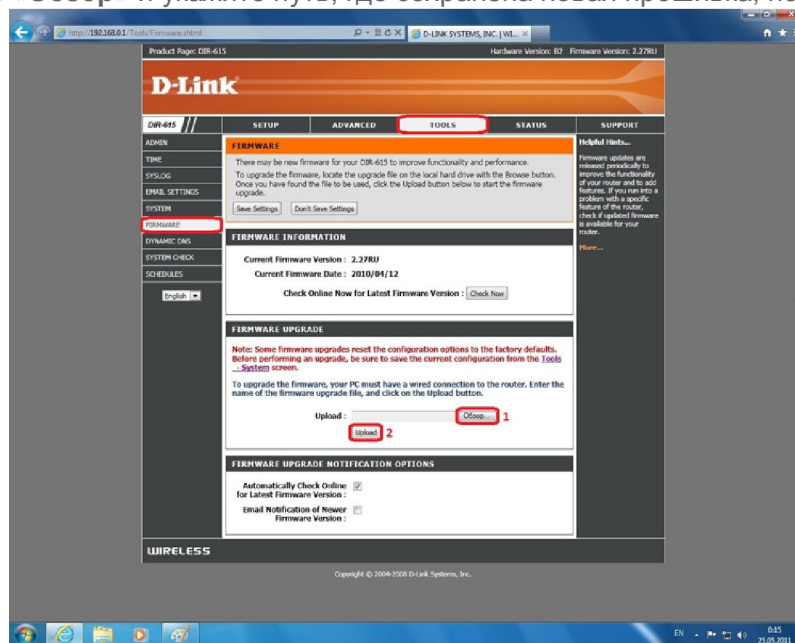 «Обзор» и укажите путь, где сохранена новая прошивка,
http://192.168.0.1/Tools/Firmware.shtml
D-LINK SYSTEMS, INC. | WI...
Product Page: DIR-615
Hardware Version: B2 Firmware Version: 2.27RU
D-Link
DIR-615
SETUP
ADVANCED
TOOLS
STATUS
SUPPORT
ADMIN
TIME
SYSLOG
EMAIL SETTINGS
SYSTEM
FIRMWARE
DYNAMIC DNS
SYSTEM CHECK
SCHEDULES
English
FIRMWARE
There may be new firmware for your DIR-615 to improve functionality and performance.
To upgrade the firmware, locate the upgrade file on the local hard drive with the Browse button.
Once you have found the file to be used, click the Upload button below to start the firmware
upgrade.
Save Settings
Don't Save Settings
FIRMWARE INFORMATION
Current Firmware Version : 2.27RU
Current Firmware Date : 2010/04/12
Check Online Now for Latest Firmware Version : Check Now
FIRMWARE UPGRADE
Note: Some firmware upgrades reset the configuration options to the factory defaults.
Before performing an upgrade, be sure to save the current configuration from the Tools
→ System screen.
To upgrade the firmware, your PC must have a wired connection to the router. Enter the
name of the firmware upgrade file, and click on the Upload button.
Upload : Обзор... 1
Upload 2
FIRMWARE UPGRADE NOTIFICATION OPTIONS
Automatically Check Online
for Latest Firmware
Version :
Email Notification of Newer
Firmware Version :
Helpful Hints...
Firmware updates are
released periodically to
improve the functionality
of your router and to add
features. If you run into a
problem with a specific
feature of the router,
check if updated firmware
is available for your
router.
More...
WIRELESS
Copyright © 2004-2008 D-Link Systems, Inc.
EN
0:15
23.05.2011